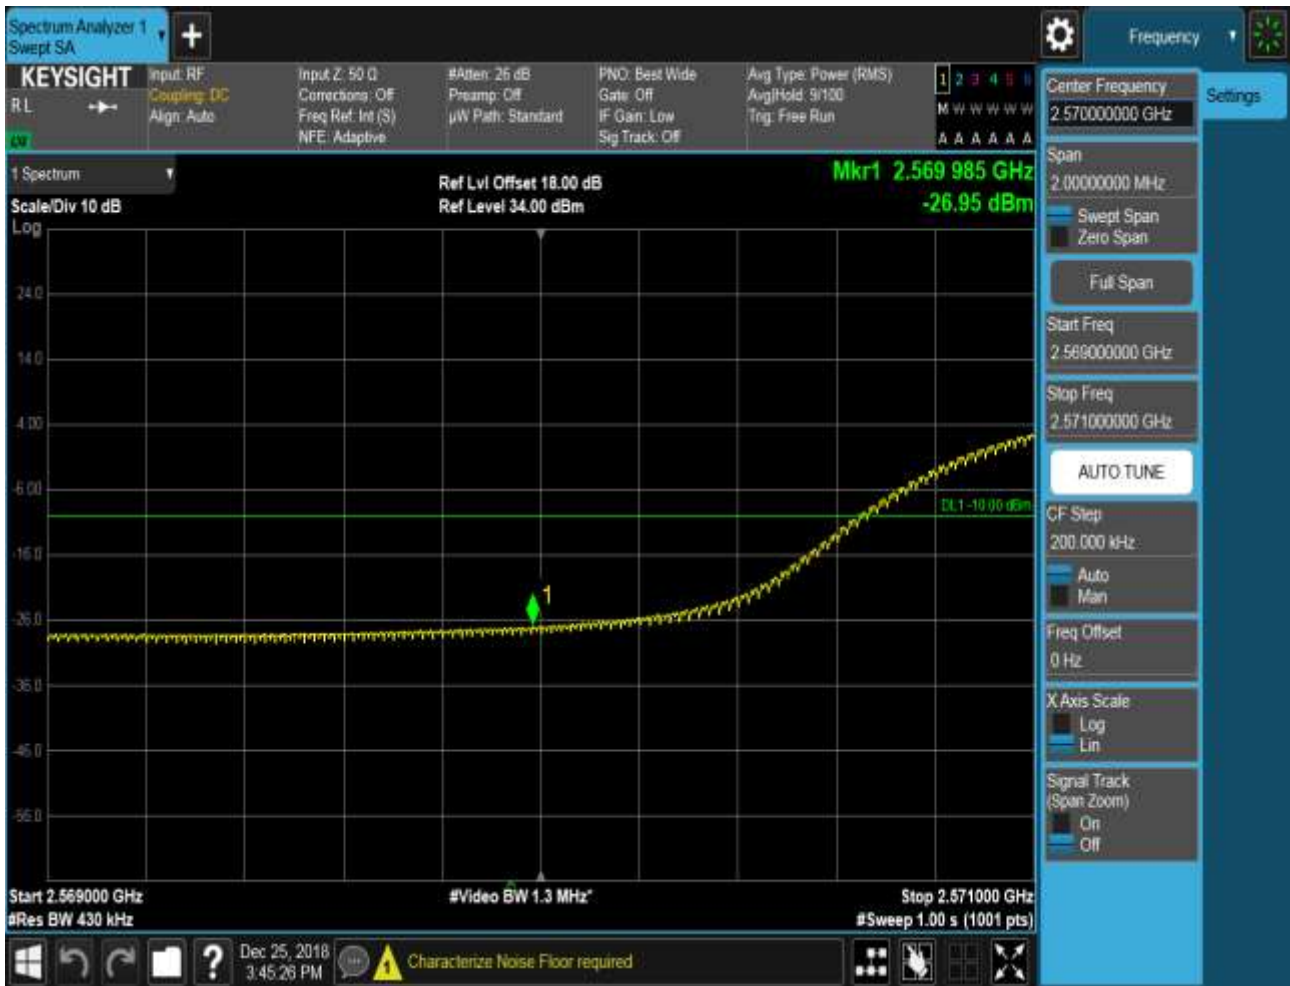 Spectrum Analyzer 1
Swept SA
+
Frequency
KEYSIGHT
RL
Input: RF
Coupling: DC
Align: Auto
Input Z: 50 Ω
Corrections: Off
Freq Ref: Int (S)
NFE: Adaptive
#Atten: 26 dB
Preamp: Off
µW Path: Standard
PNO: Best Wide
Gate: Off
IF Gain: Low
Sig Track: Off
Avg Type: Power (RMS)
Avg|Hold: 9/100
Trig: Free Run
1 2 3 4 5 6
M W W W W W
A A A A A A
1 Spectrum
Scale/Div 10 dB
Log
Ref Lvl Offset 18.00 dB
Ref Level 34.00 dBm
Mkr1 2.569 985 GHz
-26.95 dBm
24.0
14.0
4.00
-6.00
-16.0
-26.0
-36.0
-46.0
-56.0
DL1 -10.00 dBm
1
Start 2.569000 GHz
#Res BW 430 kHz
#Video BW 1.3 MHz*
Stop 2.571000 GHz
#Sweep 1.00 s (1001 pts)
Center Frequency
2.570000000 GHz
Settings
Span
2.00000000 MHz
Swept Span
Zero Span
Full Span
Start Freq
2.569000000 GHz
Stop Freq
2.571000000 GHz
AUTO TUNE
CF Step
200.000 kHz
Auto
Man
Freq Offset
0 Hz
X Axis Scale
Log
Lin
Signal Track
(Span Zoom)
On
Off
?
Dec 25, 2018
3:45:26 PM
1
Characterize Noise Floor required